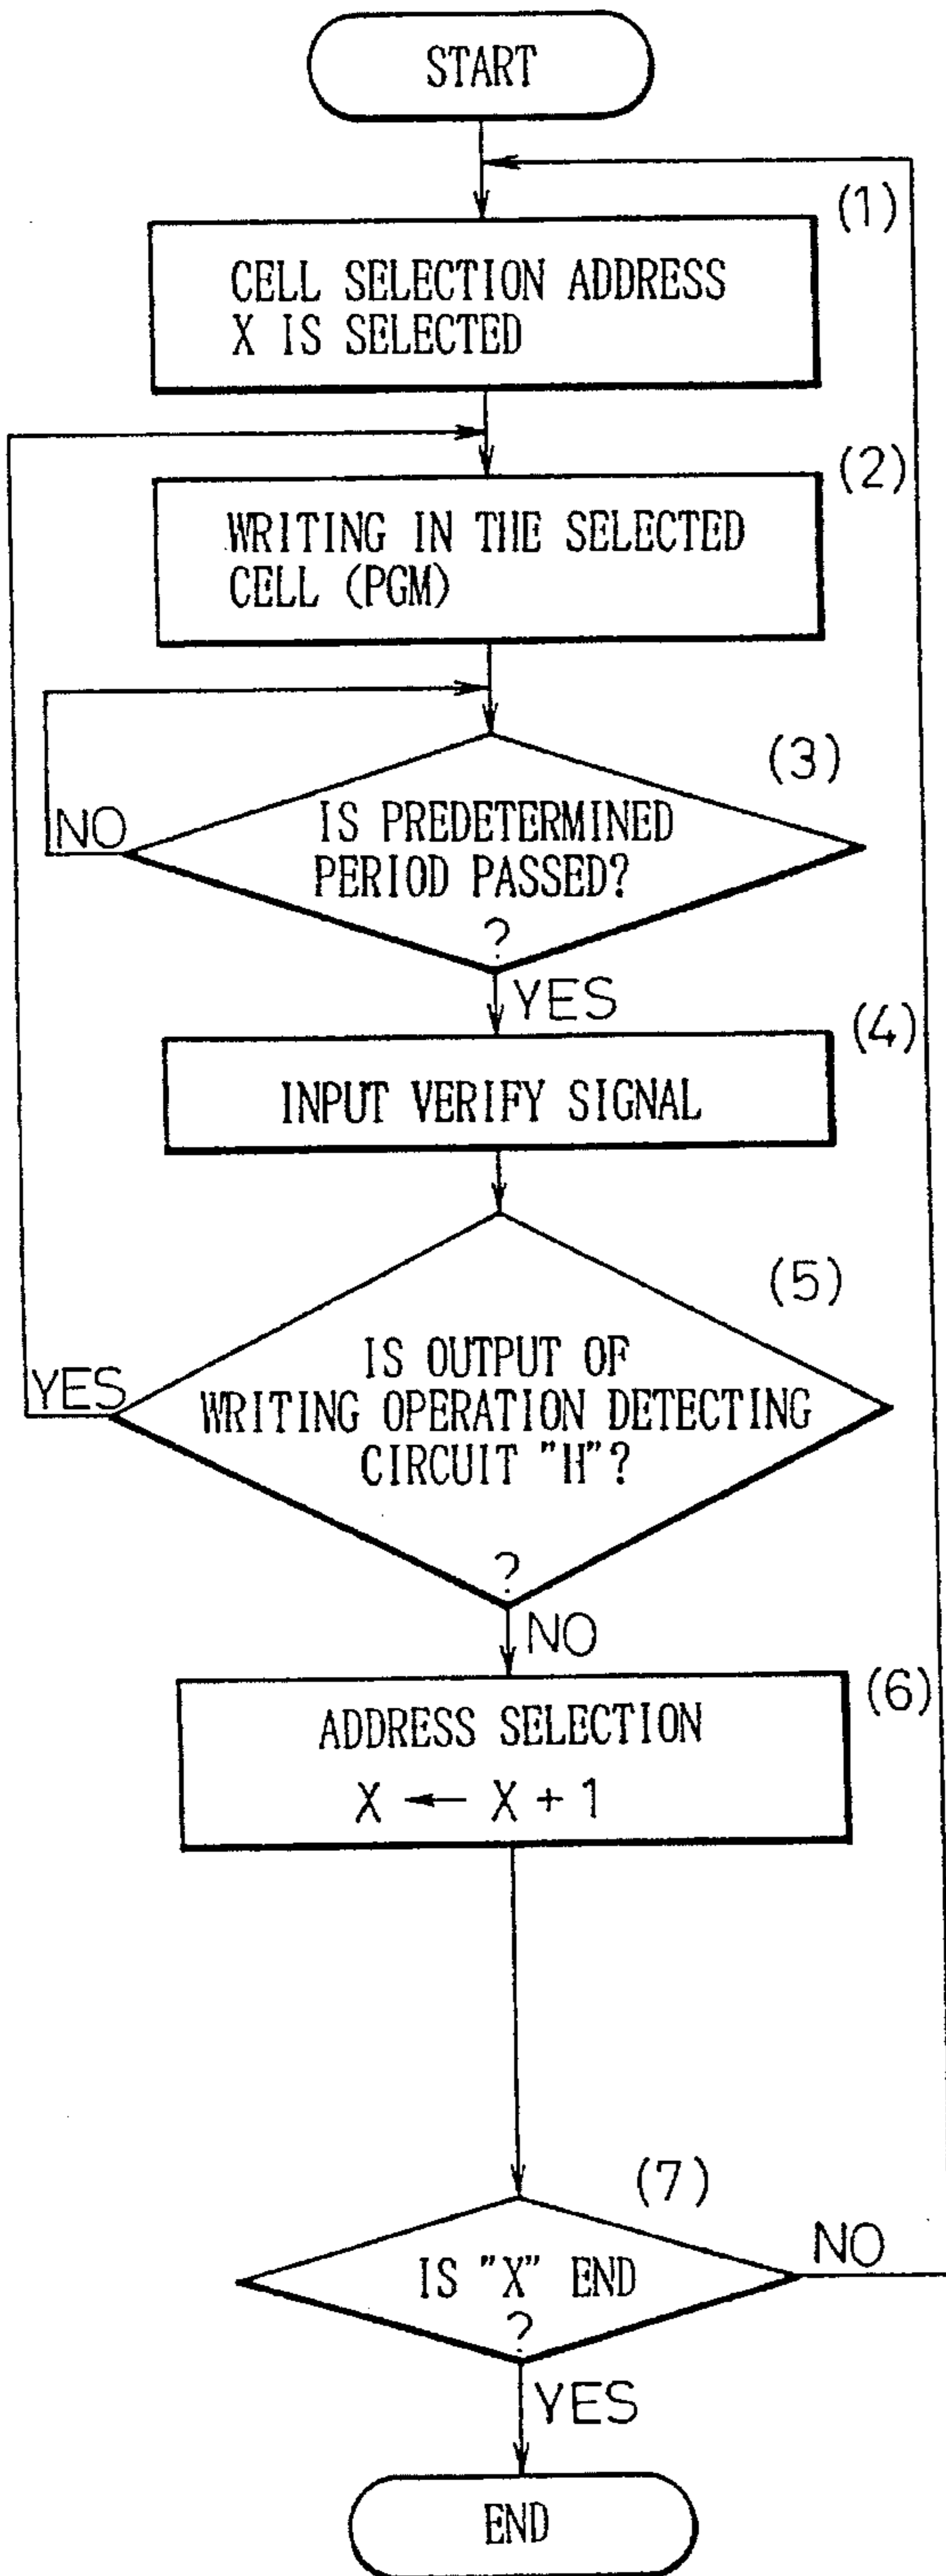 START
(1)
CELL SELECTION ADDRESS
X IS SELECTED
(2)
WRITING IN THE SELECTED
CELL (PGM)
(3)
NO
IS PREDETERMINED
PERIOD PASSED?
?
YES
(4)
INPUT VERIFY SIGNAL
(5)
YES
IS OUTPUT OF
WRITING OPERATION DETECTING
CIRCUIT "H"?
?
NO
(6)
ADDRESS SELECTION
X ← X + 1
(7)
NO
IS "X" END
?
YES
END